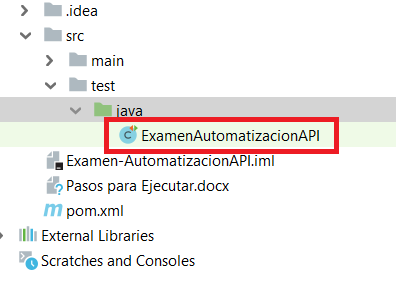 .idea
src
main
test
java
ExamenAutomatizacionAPI
Examen-AutomatizacionAPI.iml
Pasos para Ejecutar.docx
pom.xml
External Libraries
Scratches and Consoles